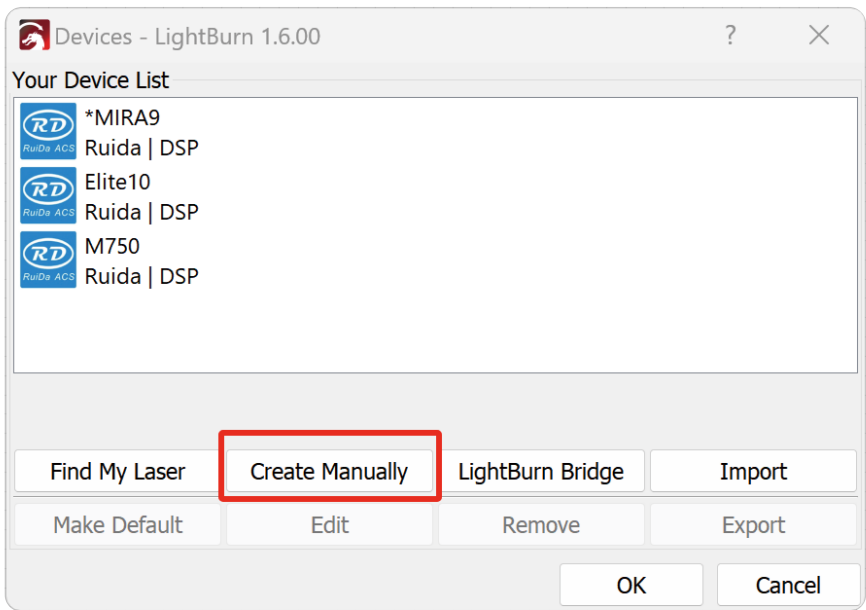 Devices - LightBurn 1.6.00 ?
Your Device List
RD
RuiDa ACS
*MIRA9
Ruida | DSP
RD
RuiDa ACS
Elite10
Ruida | DSP
RD
RuiDa ACS
M750
Ruida | DSP
Find My Laser Create Manually LightBurn Bridge Import
Make Default Edit Remove Export
OK Cancel